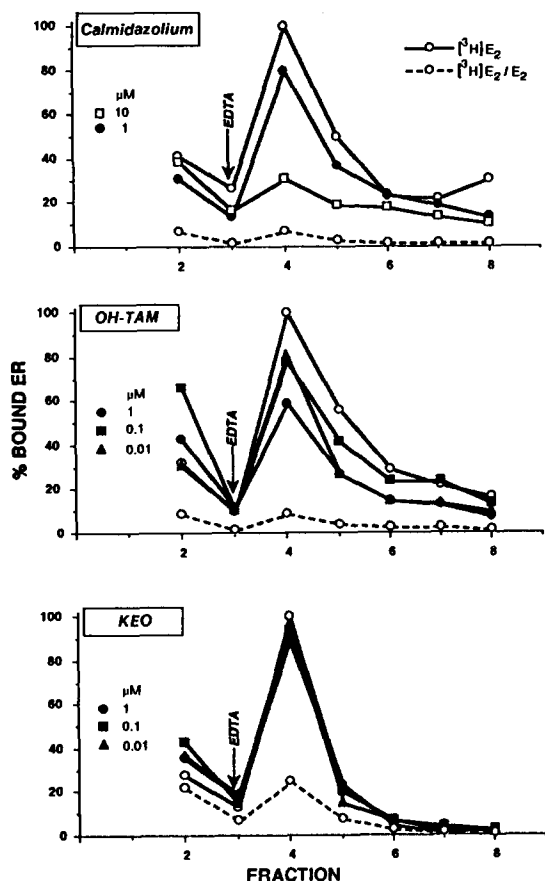 Calmidazolium
[³H]E₂
[³H]E₂ / E₂
μM
10
1
EDTA
100
80
60
40
20
0
2
4
6
8
OH-TAM
μM
1
0.1
0.01
EDTA
100
80
60
40
20
0
2
4
6
8
% BOUND ER
KEO
μM
1
0.1
0.01
EDTA
100
80
60
40
20
0
2
4
6
8
FRACTION